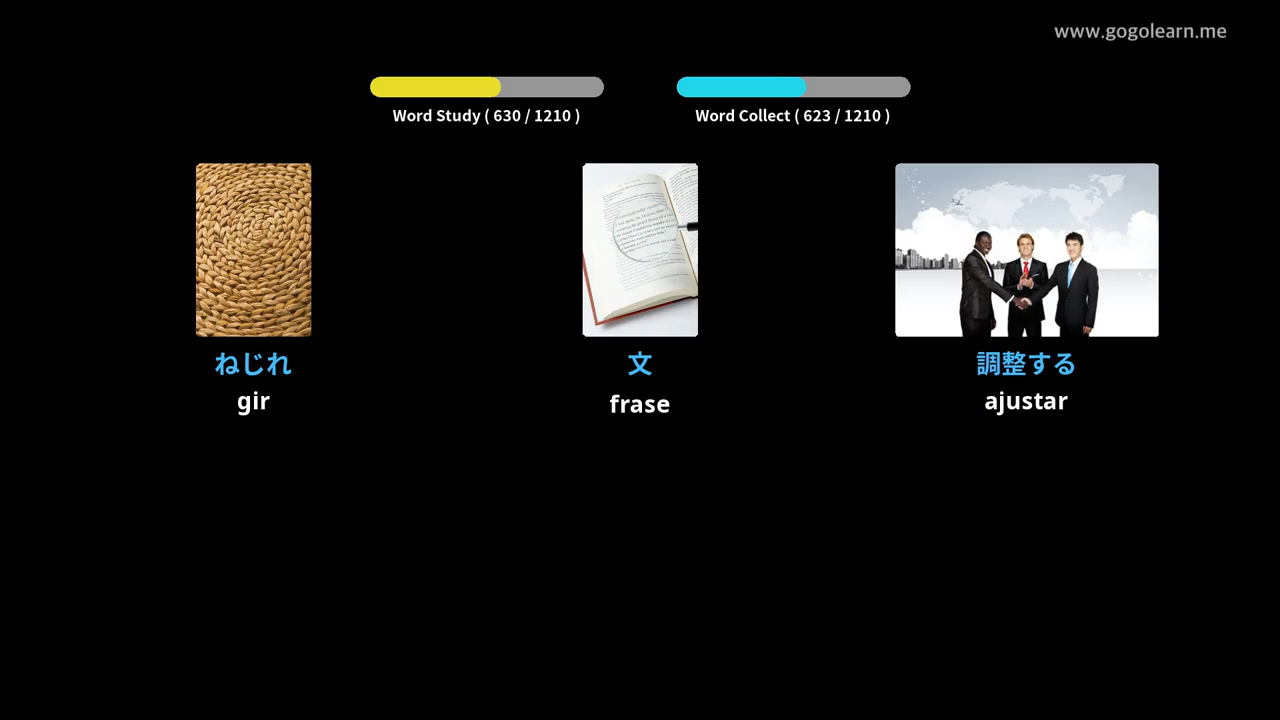 www.gogolearn.me
Word Study ( 630 / 1210 )
Word Collect ( 623 / 1210 )
ねじれ
gir
文
frase
調整する
ajustar